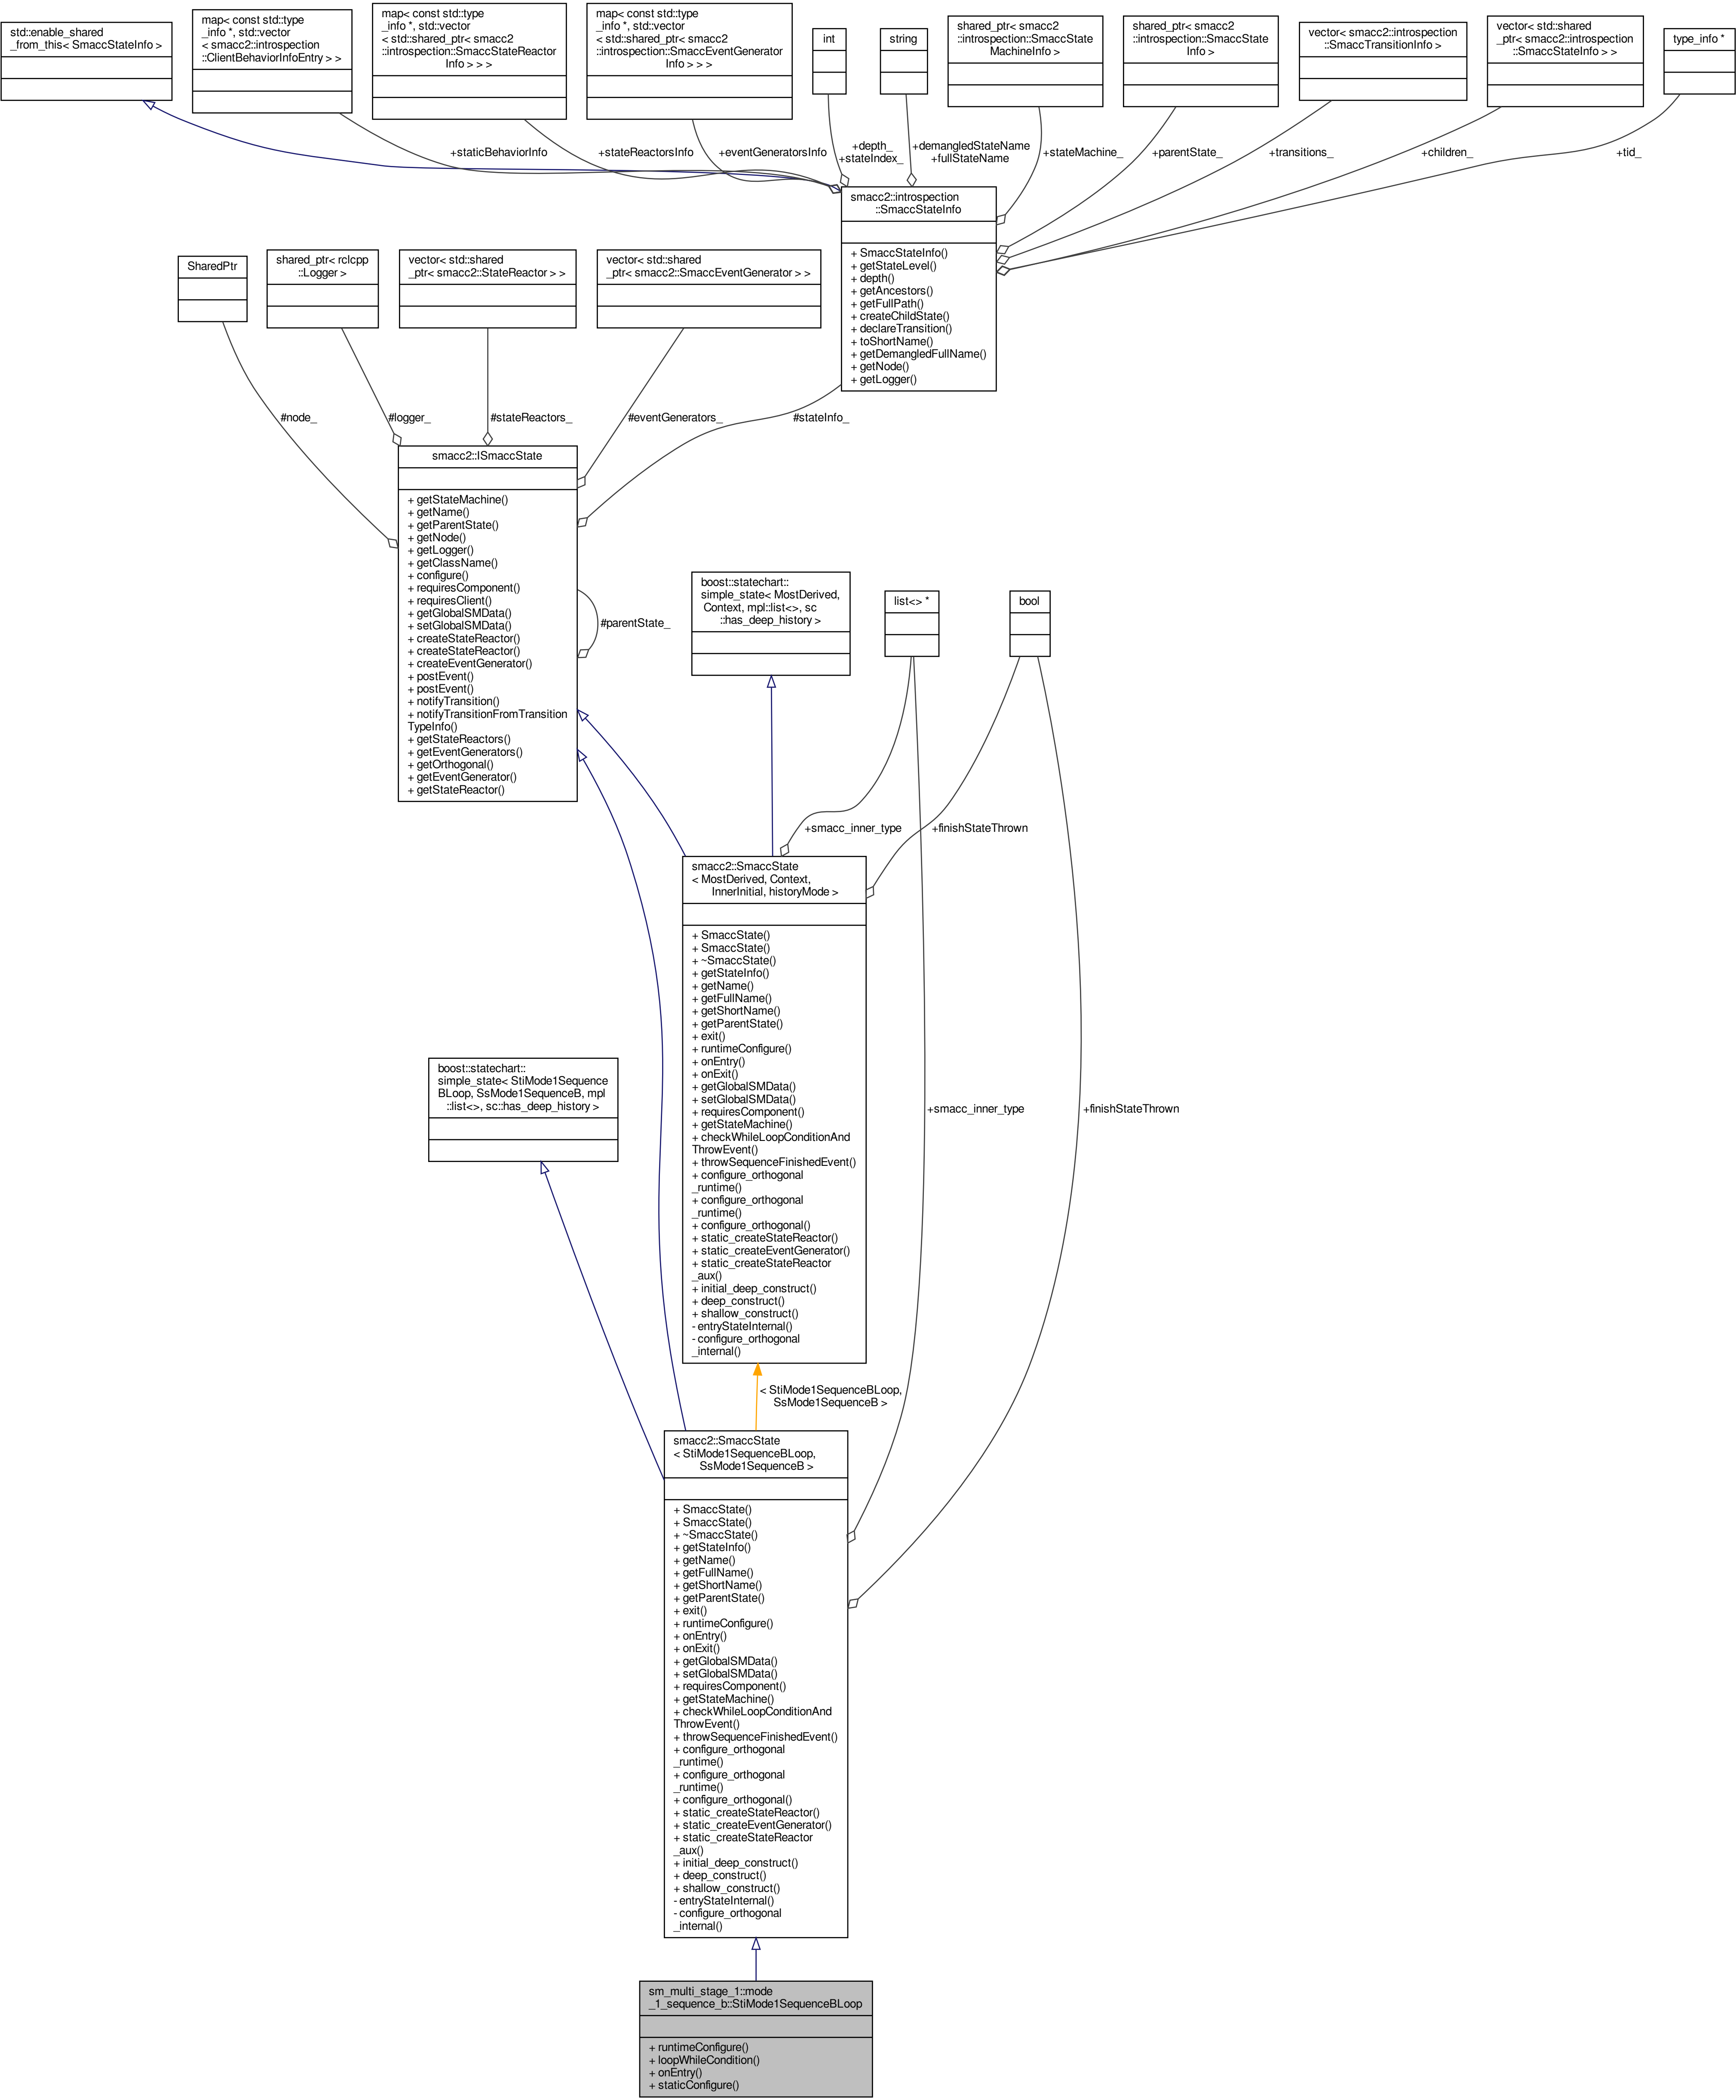 std::enable_shared
_from_this< SmaccStateInfo >
map< const std::type
_info *, std::vector
< smacc2::introspection
::ClientBehaviorInfoEntry > >
map< const std::type
_info *, std::vector
< std::shared_ptr< smacc2
::introspection::SmaccStateReactor
Info > > >
map< const std::type
_info *, std::vector
< std::shared_ptr< smacc2
::introspection::SmaccEventGenerator
Info > > >
int
string
shared_ptr< smacc2
::introspection::SmaccState
MachineInfo >
shared_ptr< smacc2
::introspection::SmaccState
Info >
vector< smacc2::introspection
::SmaccTransitionInfo >
vector< std::shared
_ptr< smacc2::introspection
::SmaccStateInfo > >
type_info *
+staticBehaviorInfo
+stateReactorsInfo
+eventGeneratorsInfo
+depth_
+stateIndex_
+demangledStateName
+fullStateName
+stateMachine_
+parentState_
+transitions_
+children_
+tid_
smacc2::introspection
::SmaccStateInfo
+ SmaccStateInfo()
+ getStateLevel()
+ depth()
+ getAncestors()
+ getFullPath()
+ createChildState()
+ declareTransition()
+ toShortName()
+ getDemangledFullName()
+ getNode()
+ getLogger()
SharedPtr
shared_ptr< rclcpp
::Logger >
vector< std::shared
_ptr< smacc2::StateReactor > >
vector< std::shared
_ptr< smacc2::SmaccEventGenerator > >
#node_
#logger_
#stateReactors_
#eventGenerators_
#stateInfo_
smacc2::ISmaccState
+ getStateMachine()
+ getName()
+ getParentState()
+ getNode()
+ getLogger()
+ getClassName()
+ configure()
+ requiresComponent()
+ requiresClient()
+ getGlobalSMData()
+ setGlobalSMData()
+ createStateReactor()
+ createStateReactor()
+ createEventGenerator()
+ postEvent()
+ postEvent()
+ notifyTransition()
+ notifyTransitionFromTransition
TypeInfo()
+ getStateReactors()
+ getEventGenerators()
+ getOrthogonal()
+ getEventGenerator()
+ getStateReactor()
#parentState_
boost::statechart::
simple_state< MostDerived,
Context, mpl::list<>, sc
::has_deep_history >
list<> *
bool
+smacc_inner_type
+finishStateThrown
smacc2::SmaccState
< MostDerived, Context,
InnerInitial, historyMode >
+ SmaccState()
+ SmaccState()
+ ~SmaccState()
+ getStateInfo()
+ getName()
+ getFullName()
+ getShortName()
+ getParentState()
+ exit()
+ runtimeConfigure()
+ onEntry()
+ onExit()
+ getGlobalSMData()
+ setGlobalSMData()
+ requiresComponent()
+ getStateMachine()
+ checkWhileLoopConditionAnd
ThrowEvent()
+ throwSequenceFinishedEvent()
+ configure_orthogonal
_runtime()
+ configure_orthogonal
_runtime()
+ configure_orthogonal()
+ static_createStateReactor()
+ static_createEventGenerator()
+ static_createStateReactor
_aux()
+ initial_deep_construct()
+ deep_construct()
+ shallow_construct()
- entryStateInternal()
- configure_orthogonal
_internal()
boost::statechart::
simple_state< StiMode1Sequence
BLoop, SsMode1SequenceB, mpl
::list<>, sc::has_deep_history >
+smacc_inner_type
+finishStateThrown
< StiMode1SequenceBLoop,
SsMode1SequenceB >
smacc2::SmaccState
< StiMode1SequenceBLoop,
SsMode1SequenceB >
+ SmaccState()
+ SmaccState()
+ ~SmaccState()
+ getStateInfo()
+ getName()
+ getFullName()
+ getShortName()
+ getParentState()
+ exit()
+ runtimeConfigure()
+ onEntry()
+ onExit()
+ getGlobalSMData()
+ setGlobalSMData()
+ requiresComponent()
+ getStateMachine()
+ checkWhileLoopConditionAnd
ThrowEvent()
+ throwSequenceFinishedEvent()
+ configure_orthogonal
_runtime()
+ configure_orthogonal
_runtime()
+ configure_orthogonal()
+ static_createStateReactor()
+ static_createEventGenerator()
+ static_createStateReactor
_aux()
+ initial_deep_construct()
+ deep_construct()
+ shallow_construct()
- entryStateInternal()
- configure_orthogonal
_internal()
sm_multi_stage_1::mode
_1_sequence_b::StiMode1SequenceBLoop
+ runtimeConfigure()
+ loopWhileCondition()
+ onEntry()
+ staticConfigure()